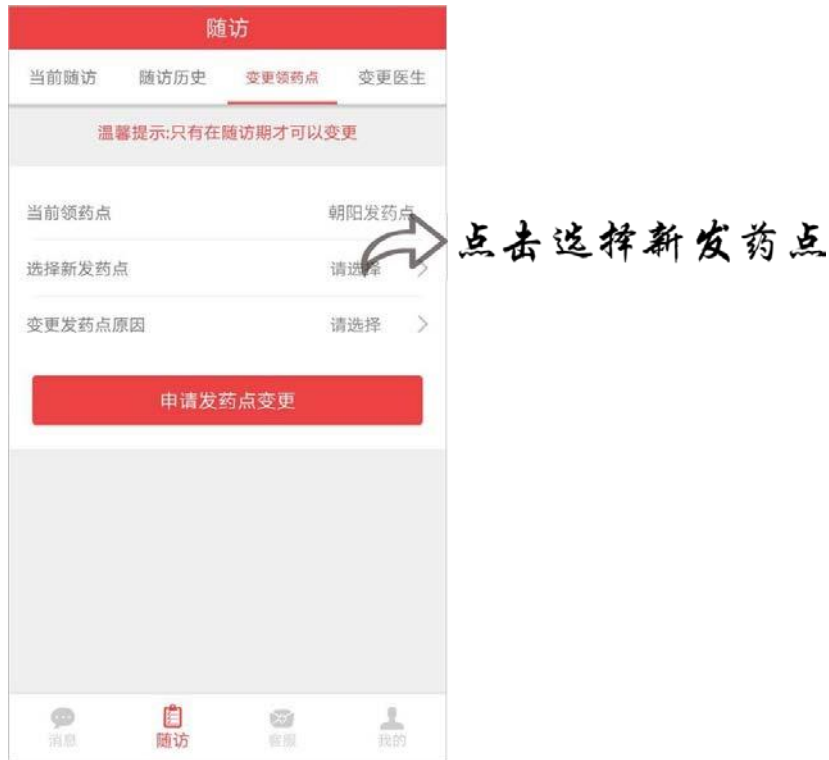 随访
当前随访 随访历史 变更领药点 变更医生
温馨提示:只有在随访期才可以变更
当前领药点 朝阳发药点
选择新发药点 请选择
点击选择新发药点
变更发药点原因 请选择
申请发药点变更
消息 随访 客服 我的